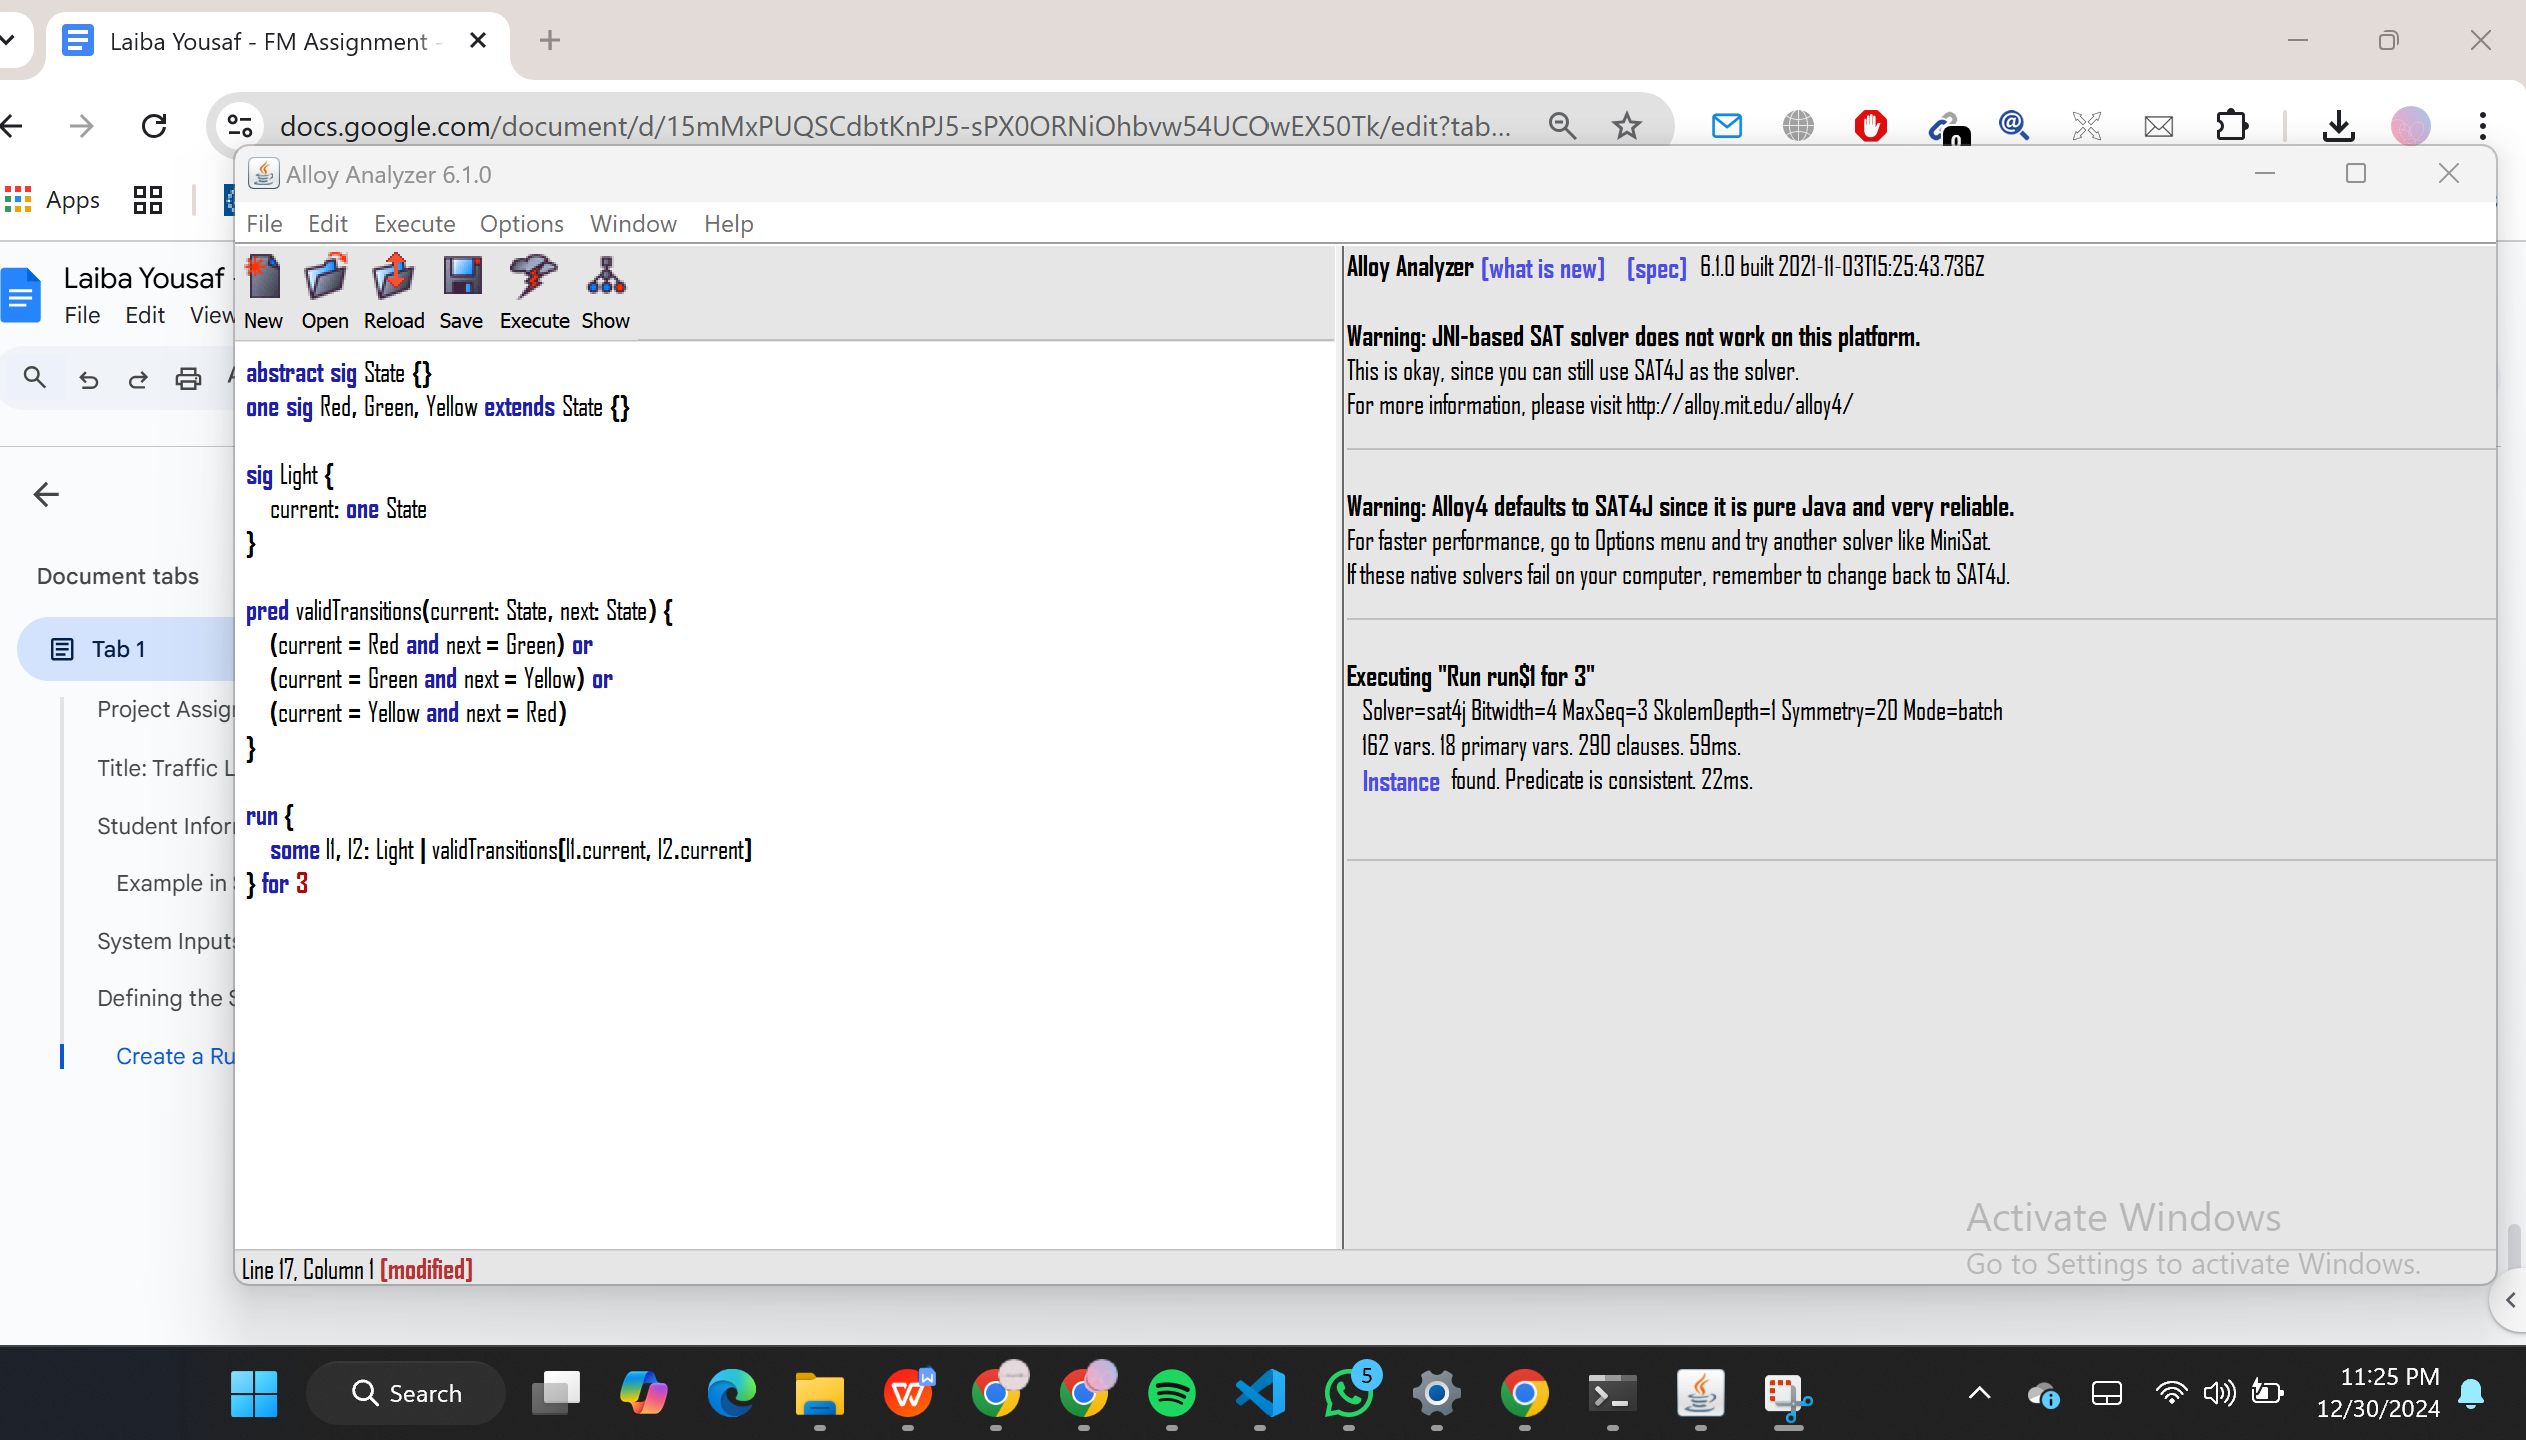 Laiba Yousaf - FM Assignment -
docs.google.com/document/d/15mMxPUQSCdbtKnPJ5-sPX0ORNiOhbvw54UCOwEX50Tk/edit?tab...
0
Apps
Alloy Analyzer 6.1.0
File Edit Execute Options Window Help
New Open Reload Save Execute Show
Laiba Yousaf -
File Edit View
Document tabs
Tab 1
Project Assign
Title: Traffic L
Student Inform
Example in S
System Inputs
Defining the S
Create a Ru
abstract sig State {}
one sig Red, Green, Yellow extends State {}
sig Light {
current: one State
}
pred validTransitions(current: State, next: State) {
(current = Red and next = Green) or
(current = Green and next = Yellow) or
(current = Yellow and next = Red)
}
run {
some l1, l2: Light | validTransitions[l1.current, l2.current]
} for 3
Line 17, Column 1 [modified]
Alloy Analyzer [what is new] [spec] 6.1.0 built 2021-11-03T15:25:43.736Z
Warning: JNI-based SAT solver does not work on this platform.
This is okay, since you can still use SAT4J as the solver.
For more information, please visit http://alloy.mit.edu/alloy4/
Warning: Alloy4 defaults to SAT4J since it is pure Java and very reliable.
For faster performance, go to Options menu and try another solver like MiniSat.
If these native solvers fail on your computer, remember to change back to SAT4J.
Executing "Run run$1 for 3"
Solver=sat4j Bitwidth=4 MaxSeq=3 SkolemDepth=1 Symmetry=20 Mode=batch
162 vars. 18 primary vars. 290 clauses. 59ms.
Instance found. Predicate is consistent. 22ms.
Activate Windows
Go to Settings to activate Windows.
Search
5
11:25 PM
12/30/2024